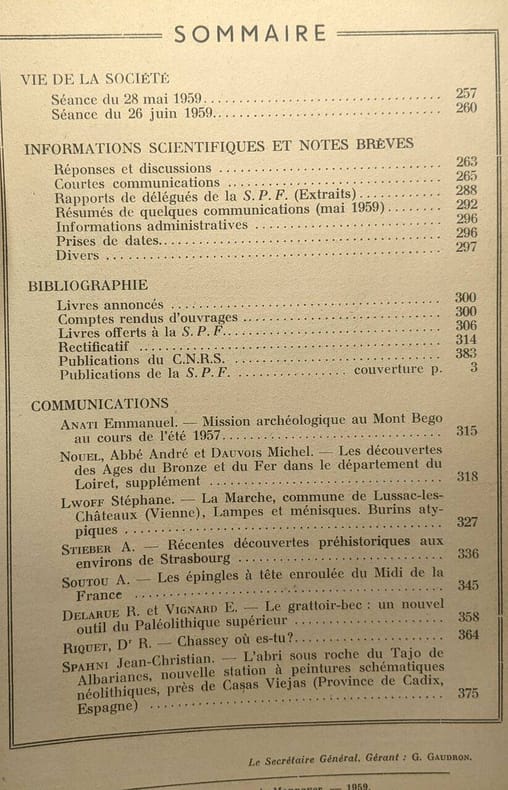 SOMMAIRE
VIE DE LA SOCIÉTÉ
Séance du 28 mai 1959 257
Séance du 26 juin 1959 260
INFORMATIONS SCIENTIFIQUES ET NOTES BRÈVES
Réponses et discussions 263
Courtes communications 265
Rapports de délégués de la S. P. F. (Extraits) 288
Résumés de quelques communications (mai 1959) 292
Informations administratives 296
Prises de dates 296
Divers 297
BIBLIOGRAPHIE
Livres annoncés 300
Comptes rendus d'ouvrages 300
Livres offerts à la S. P. F. 306
Rectificatif 314
Publications du C.N.R.S. 383
Publications de la S. P. F. couverture p. 3
COMMUNICATIONS
ANATI Emmanuel. — Mission archéologique au Mont Bego
au cours de l'été 1957 315
NOUEL, Abbé André et DAUVOIS Michel. — Les découvertes
des Ages du Bronze et du Fer dans le département du
Loiret, supplément 318
LWOFF Stéphane. — La Marche, commune de Lussac-les-
Châteaux (Vienne), Lampes et ménisques. Burins aty-
piques 327
STIEBER A. — Récentes découvertes préhistoriques aux
environs de Strasbourg 336
SOUTOU A. — Les épingles à tête enroulée du Midi de la
France 345
DELARUE R. et VIGNARD E. — Le grattoir-bec : un nouvel
outil du Paléolithique supérieur 358
RIQUET, Dr R. — Chassey où es-tu ? 364
SPAHNI Jean-Christian. — L'abri sous roche du Tajo de
Albarianes, nouvelle station à peintures schématiques
néolithiques, près de Casas Viejas (Province de Cadix,
Espagne) 375
Le Secrétaire Général, Gérant : G. GAUDRON.
— 1959.